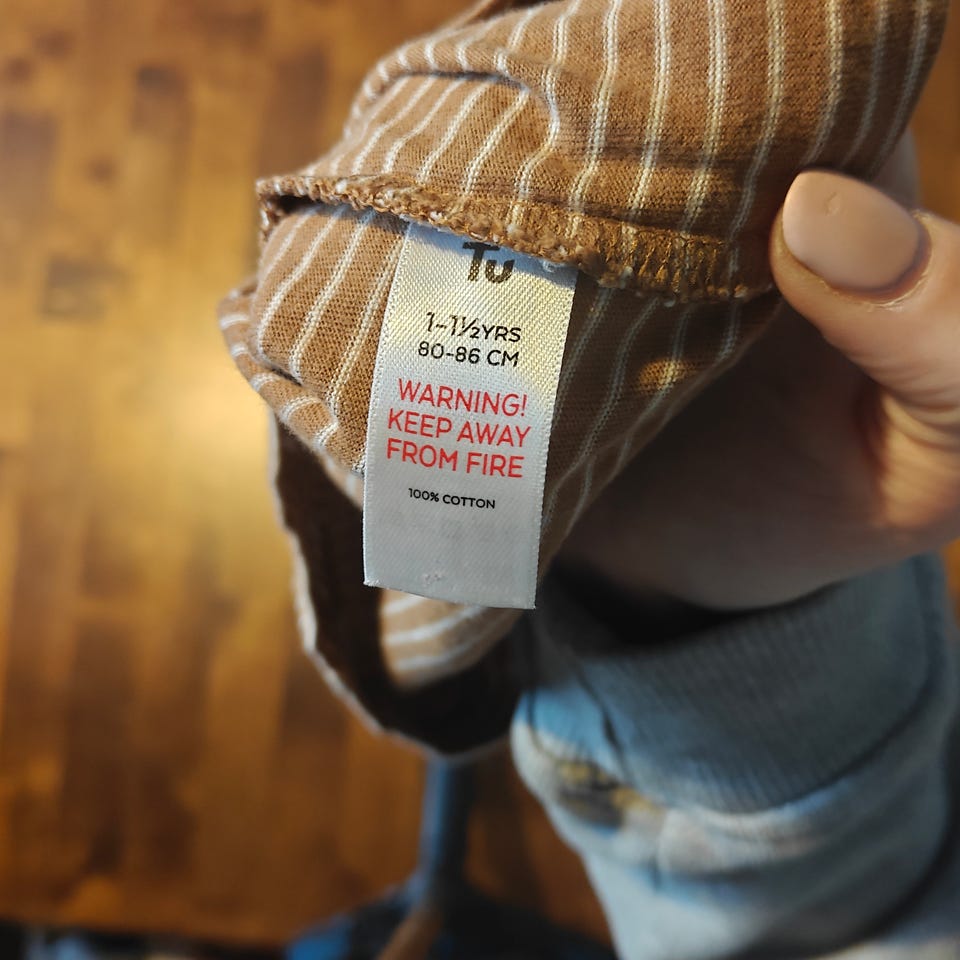 Tu
1-1½YRS
80-86 CM
WARNING!
KEEP AWAY
FROM FIRE
100% COTTON